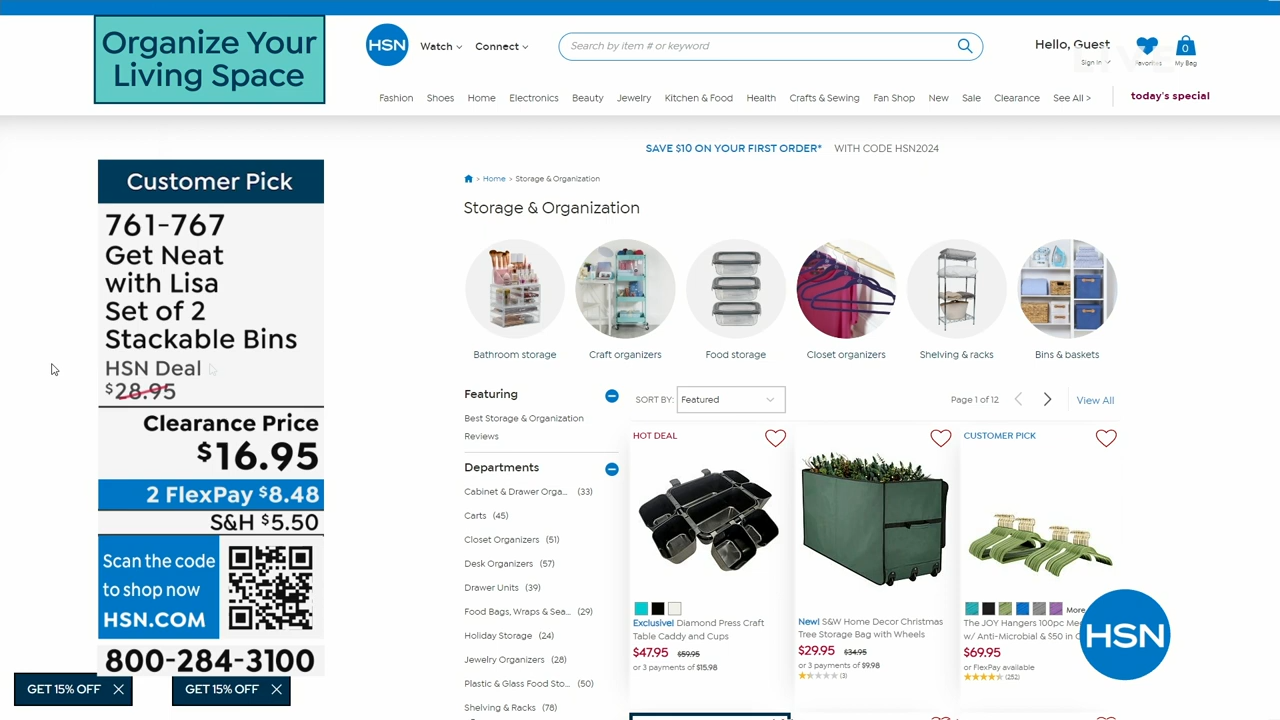 Organize Your
Living Space
HSN
Watch
Connect
Search by item # or keyword
Hello, Guest
Sign In
Favorites
0
My Bag
Fashion
Shoes
Home
Electronics
Beauty
Jewelry
Kitchen & Food
Health
Crafts & Sewing
Fan Shop
New
Sale
Clearance
See All >
today's special
SAVE $10 ON YOUR FIRST ORDER* WITH CODE HSN2024
Customer Pick
761-767
Get Neat
with Lisa
Set of 2
Stackable Bins
HSN Deal
$28.95
Clearance Price
$16.95
2 FlexPay $8.48
S&H $5.50
Scan the code
to shop now
HSN.COM
800-284-3100
GET 15% OFF
GET 15% OFF
> Home > Storage & Organization
Storage & Organization
Bathroom storage
Craft organizers
Food storage
Closet organizers
Shelving & racks
Bins & baskets
Featuring
Best Storage & Organization
Reviews
Departments
Cabinet & Drawer Orga... (33)
Carts (45)
Closet Organizers (51)
Desk Organizers (57)
Drawer Units (39)
Food Bags, Wraps & Sea... (29)
Holiday Storage (24)
Jewelry Organizers (28)
Plastic & Glass Food Sto... (50)
Shelving & Racks (78)
SORT BY: Featured
Page 1 of 12
View All
HOT DEAL
Exclusive! Diamond Press Craft
Table Caddy and Cups
$47.95 $59.95
or 3 payments of $15.98
New! S&W Home Decor Christmas
Tree Storage Bag with Wheels
$29.95 $34.95
or 3 payments of $9.98
(3)
CUSTOMER PICK
More
The JOY Hangers 100pc Me
w/ Anti-Microbial & $50 in
$69.95
or FlexPay available
(252)
HSN